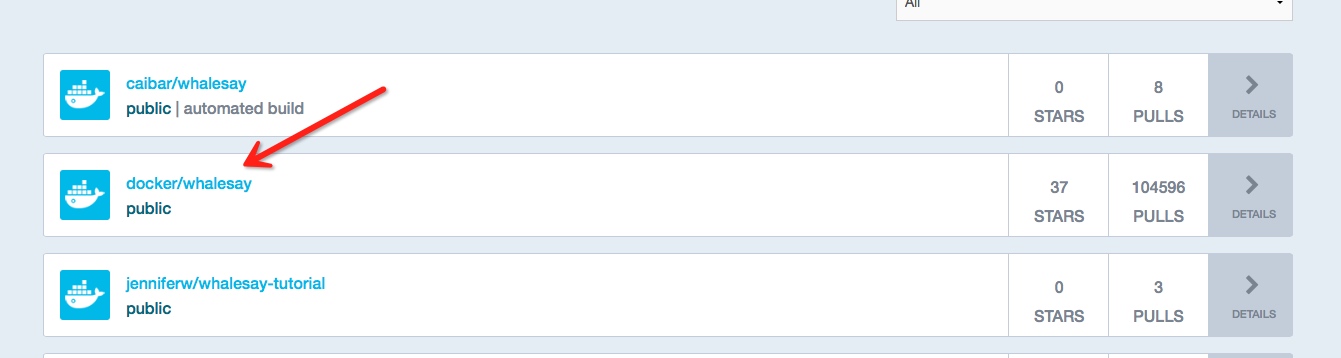 All
caibar/whalesay
public | automated build
0
STARS
8
PULLS
DETAILS
docker/whalesay
public
37
STARS
104596
PULLS
DETAILS
jenniferw/whalesay-tutorial
public
0
STARS
3
PULLS
DETAILS